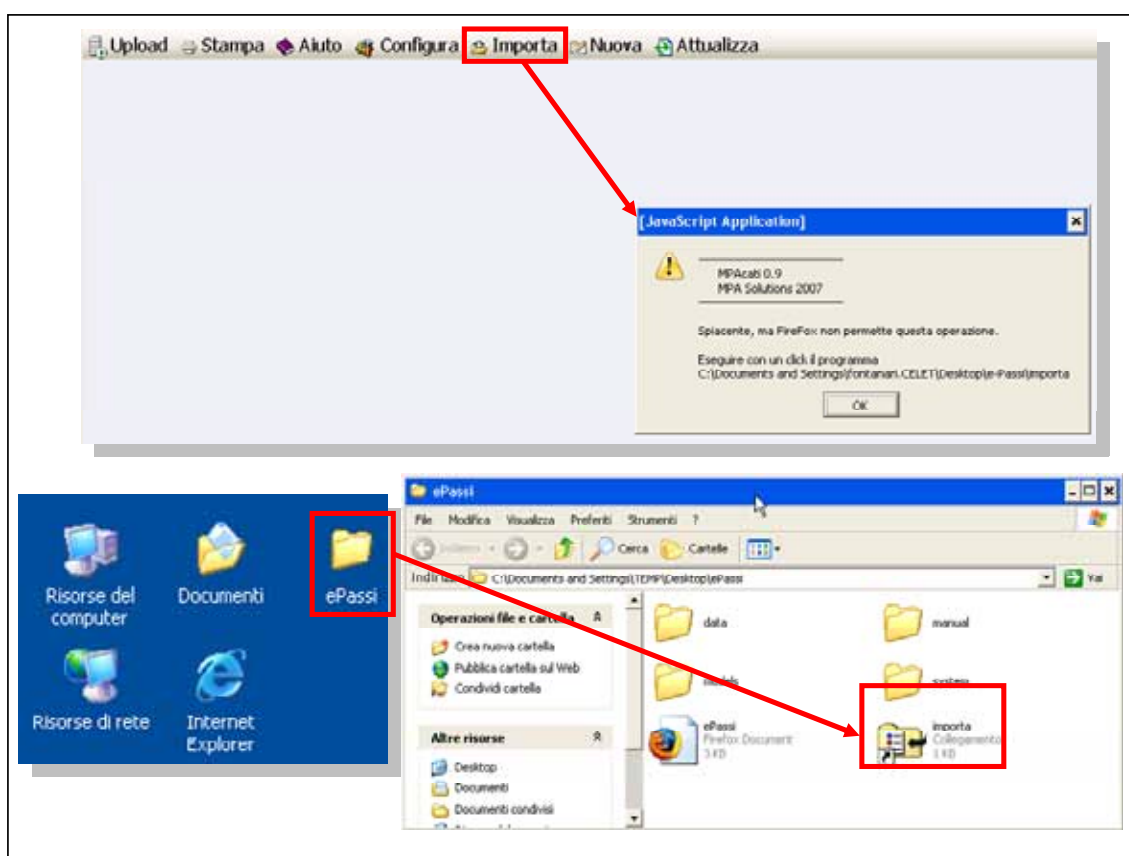 Upload Stampa Aiuto Configura Importa Nuova Attualizza
[JavaScript Application]
MPAcati 0.9
MPA Solutions 2007
Spiacente, ma FireFox non permette questa operazione.
Eseguire con un click il programma
C:\Documents and Settings\fontanari.CELET\Desktop\e-Passi\importa
OK
Risorse del computer
Documenti
ePassi
Risorse di rete
Internet Explorer
ePassi
File Modifica Visualizza Preferiti Strumenti ?
Indietro Cerca Cartelle
Indirizzo C:\Documents and Settings\TEMP\Desktop\ePassi Vai
Operazioni file e cartella
Crea nuova cartella
Pubblica cartella sul Web
Condividi cartella
Altre risorse
Desktop
Documenti
Documenti condivisi
data
manual
models
system
ePassi
Firefox Document
3 KB
importa
Collegamento
1 KB